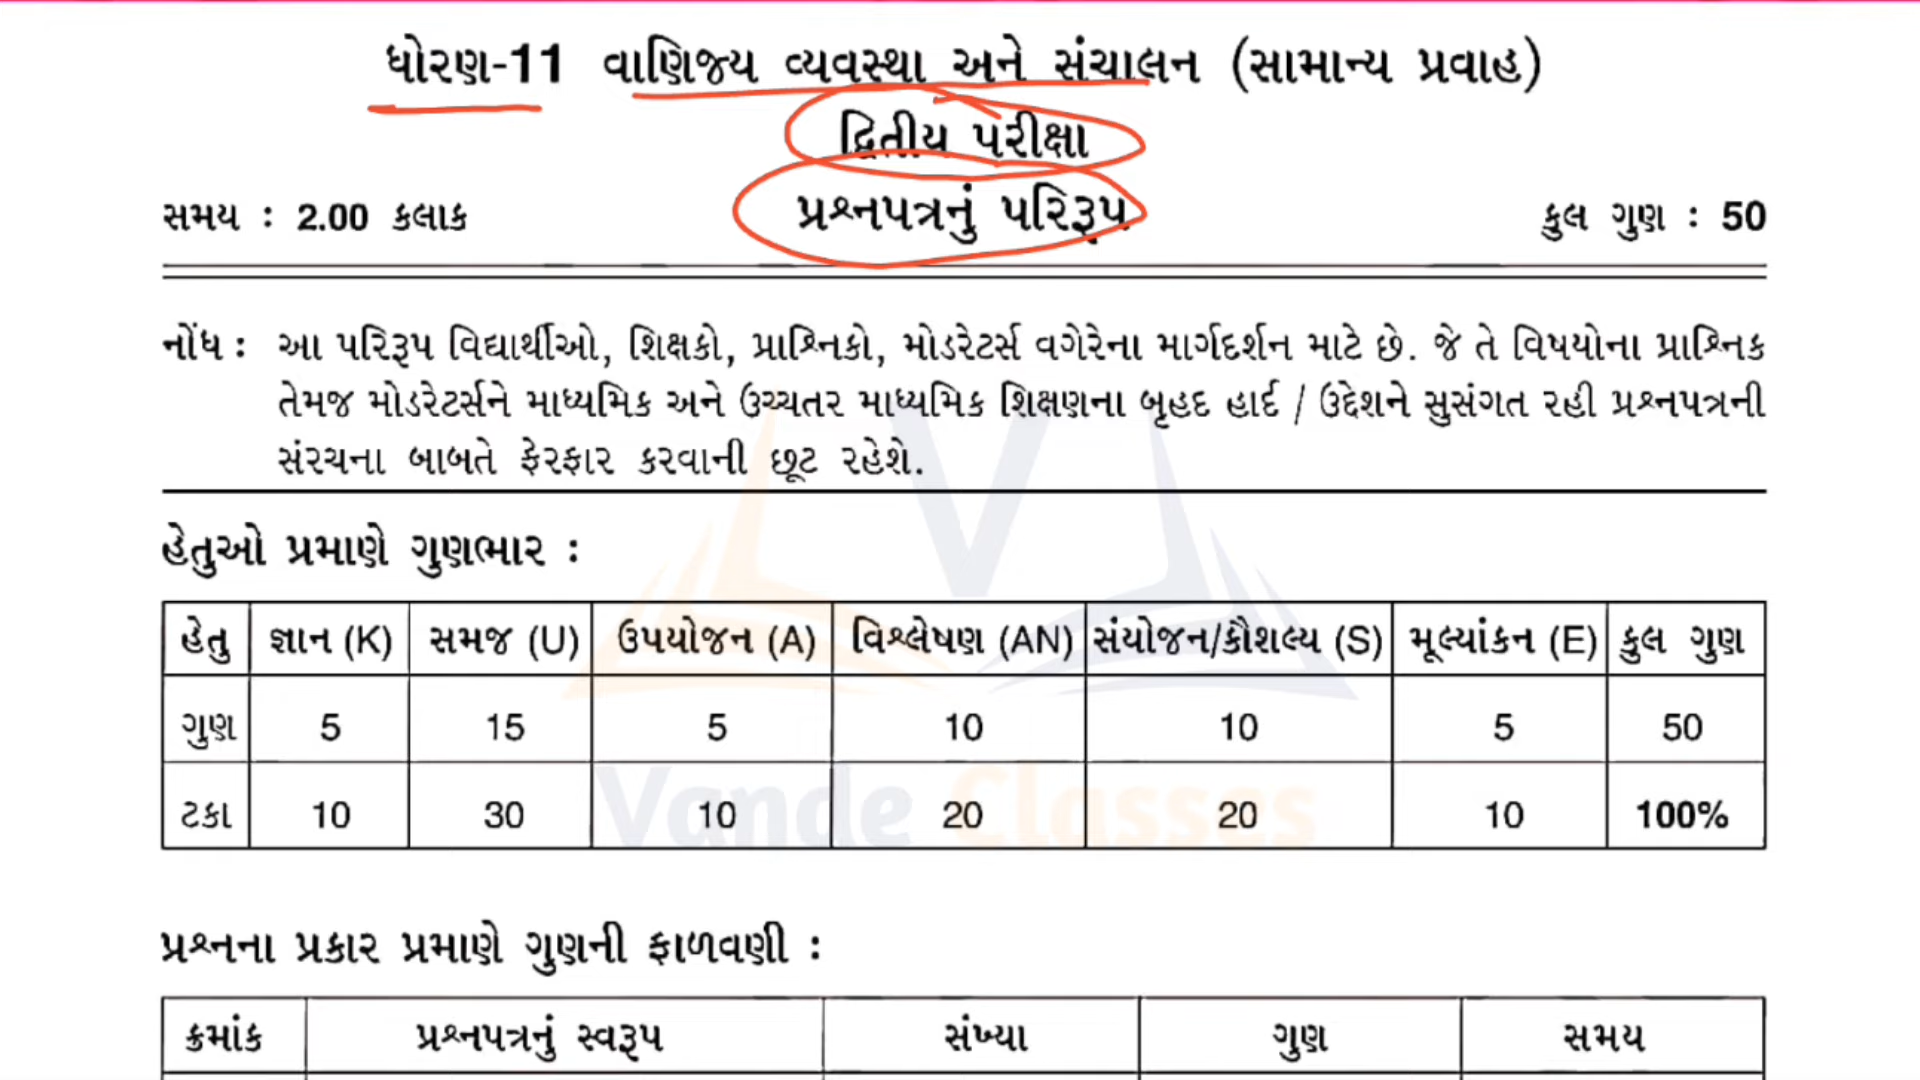 ધોરણ-11 વાણિજ્ય વ્યવસ્થા અને સંચાલન (સામાન્ય પ્રવાહ)
દ્વિતીય પરીક્ષા
સમય : 2.00 કલાક પ્રશ્નપત્રનું પરિરૂપ કુલ ગુણ : 50
નોંધ : આ પરિરૂપ વિદ્યાર્થીઓ, શિક્ષકો, પ્રાશ્નિકો, મોડરેટર્સ વગેરેના માર્ગદર્શન માટે છે. જે તે વિષયોના પ્રાશ્નિક
તેમજ મોડરેટર્સને માધ્યમિક અને ઉચ્ચતર માધ્યમિક શિક્ષણના બૃહદ હાર્દ / ઉદ્દેશને સુસંગત રહી પ્રશ્નપત્રની
સંરચના બાબતે ફેરફાર કરવાની છૂટ રહેશે.
હેતુઓ પ્રમાણે ગુણભાર :
હેતુ જ્ઞાન (K) સમજ (U) ઉપયોજન (A) વિશ્લેષણ (AN) સંયોજન/કૌશલ્ય (S) મૂલ્યાંકન (E) કુલ ગુણ
ગુણ 5 15 5 10 10 5 50
ટકા 10 30 10 20 20 10 100%
Vande Classes
પ્રશ્નના પ્રકાર પ્રમાણે ગુણની ફાળવણી :
ક્રમાંક પ્રશ્નપત્રનું સ્વરૂપ સંખ્યા ગુણ સમય